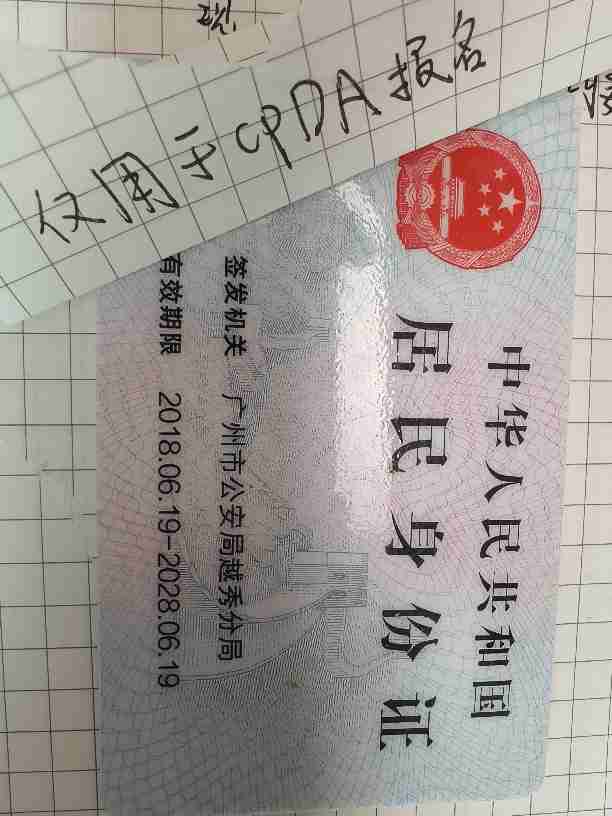 仅用于CPDA报名
中华人民共和国
居民身份证
签发机关 广州市公安局越秀分局
有效期限 2018.06.19-2028.06.19